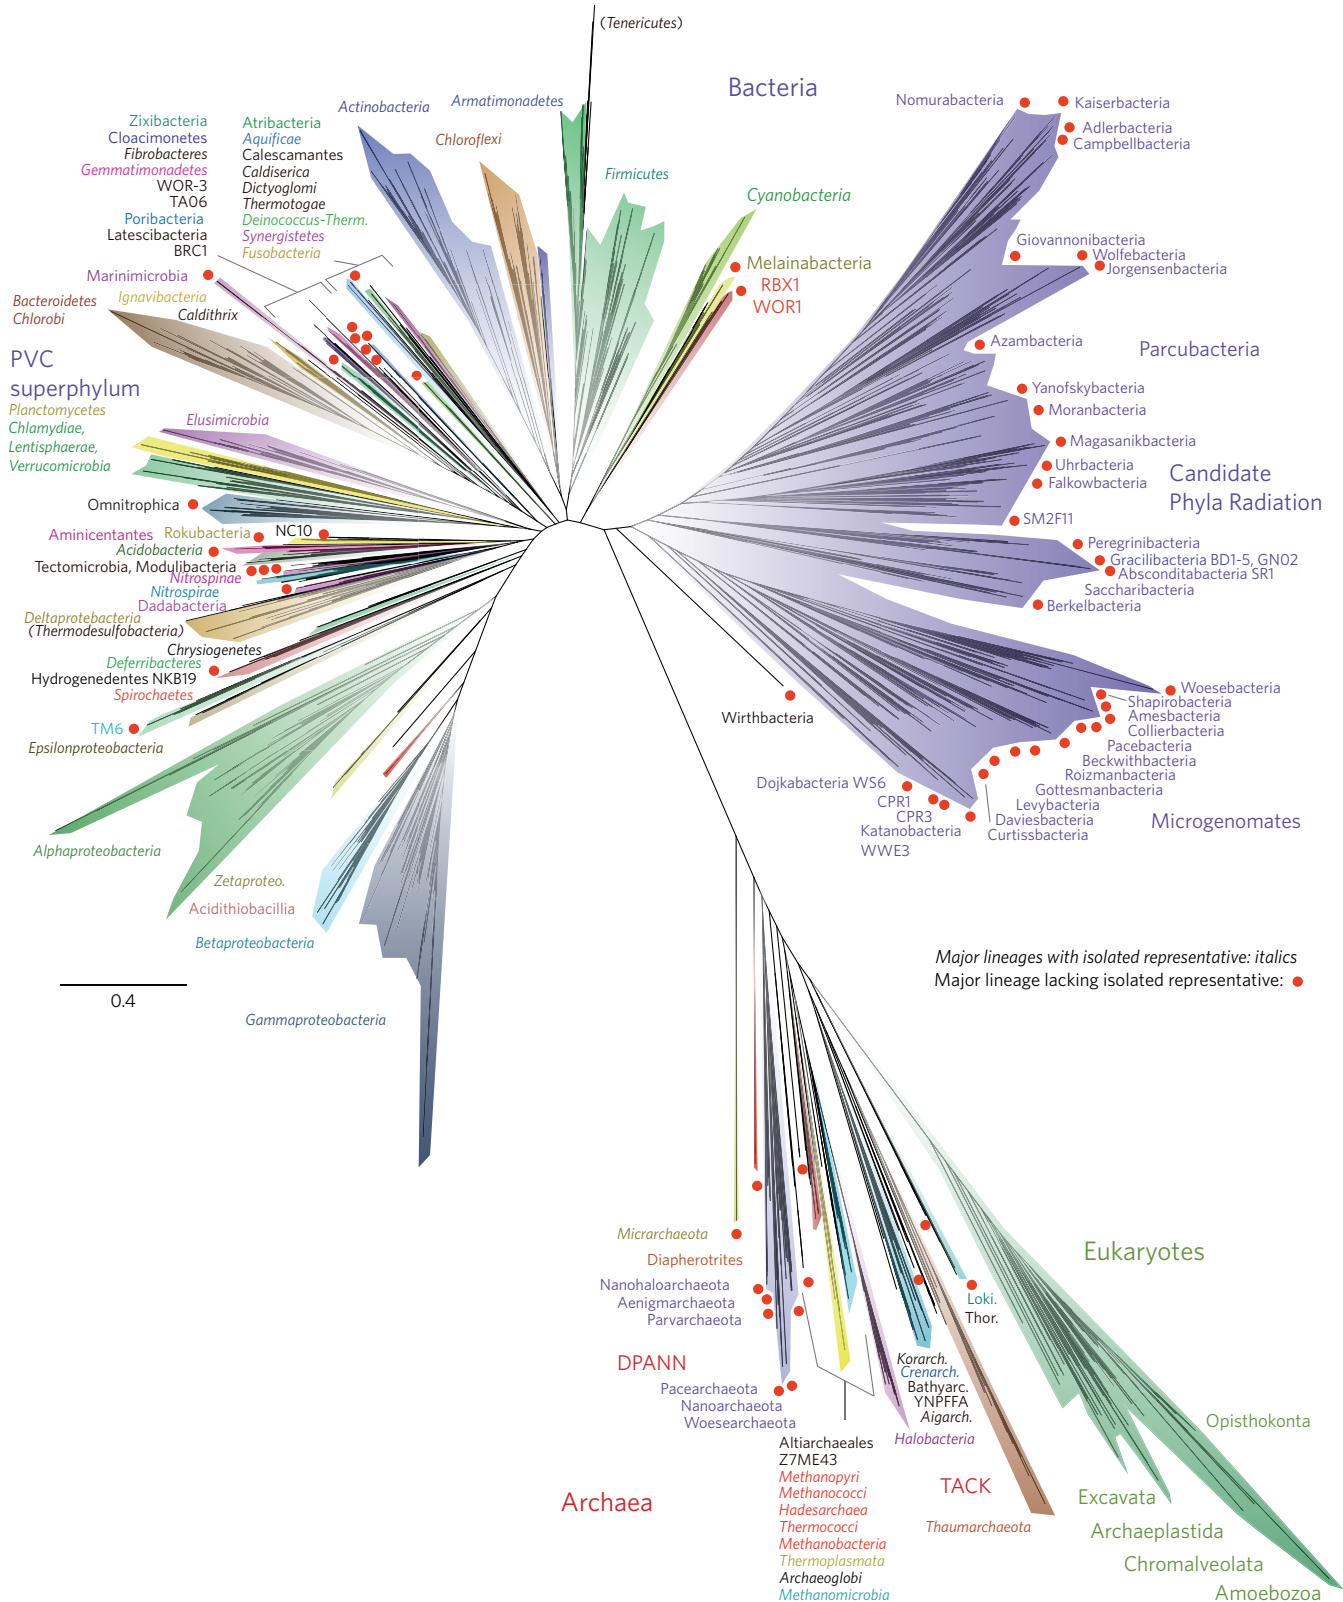 (Tenericutes)
Bacteria
Actinobacteria
Armatimonadetes
Chloroflexi
Firmicutes
Cyanobacteria
Melainabacteria
RBX1
WOR1
Zixibacteria
Cloacimonetes
Fibrobacteres
Gemmatimonadetes
WOR-3
TA06
Poribacteria
Latescibacteria
BRC1
Atribacteria
Aquificae
Calescamantes
Caldiserica
Dictyoglomi
Thermotogae
Deinococcus-Therm.
Synergistetes
Fusobacteria
Marinimicrobia
Bacteroidetes
Chlorobi
Ignavibacteria
Caldithrix
PVC
superphylum
Planctomycetes
Chlamydiae,
Lentisphaerae,
Verrucomicrobia
Elusimicrobia
Omnitrophica
Aminicentantes
Rokubacteria
NC10
Acidobacteria
Tectomicrobia, Modulibacteria
Nitrospinae
Nitrospirae
Dadabacteria
Deltaprotebacteria
(Thermodesulfobacteria)
Chrysiogenetes
Deferribacteres
Hydrogenedentes NKB19
Spirochaetes
TM6
Epsilonproteobacteria
Alphaproteobacteria
Zetaproteo.
Acidithiobacillia
Betaproteobacteria
Gammaproteobacteria
0.4
Nomurabacteria
Kaiserbacteria
Adlerbacteria
Campbellbacteria
Giovannonibacteria
Wolfebacteria
Jorgensenbacteria
Azambacteria
Parcubacteria
Yanofskybacteria
Moranbacteria
Magasanikbacteria
Uhrbacteria
Falkowbacteria
Candidate
Phyla Radiation
SM2F11
Peregrinibacteria
Gracilibacteria BD1-5, GN02
Absconditabacteria SR1
Saccharibacteria
Berkelbacteria
Woesebacteria
Shapirobacteria
Amesbacteria
Collierbacteria
Pacebacteria
Beckwithbacteria
Roizmanbacteria
Gottesmanbacteria
Levybacteria
Daviesbacteria
Curtissbacteria
Microgenomates
Wirthbacteria
Dojkabacteria WS6
CPR1
CPR3
Katanobacteria
WWE3
Major lineages with isolated representative: italics
Major lineage lacking isolated representative:
Micrarchaeota
Diapherotrites
Nanohaloarchaeota
Aenigmarchaeota
Parvarchaeota
DPANN
Pacearchaeota
Nanoarchaeota
Woesearchaeota
Archaea
Altiarchaeales
Z7ME43
Methanopyri
Methanococci
Hadesarchaea
Thermococci
Methanobacteria
Thermoplasmata
Archaeoglobi
Methanomicrobia
Halobacteria
Korarch.
Crenarch.
Bathyarc.
YNPFFA
Aigarch.
TACK
Thaumarchaeota
Loki.
Thor.
Eukaryotes
Opisthokonta
Excavata
Archaeplastida
Chromalveolata
Amoebozoa